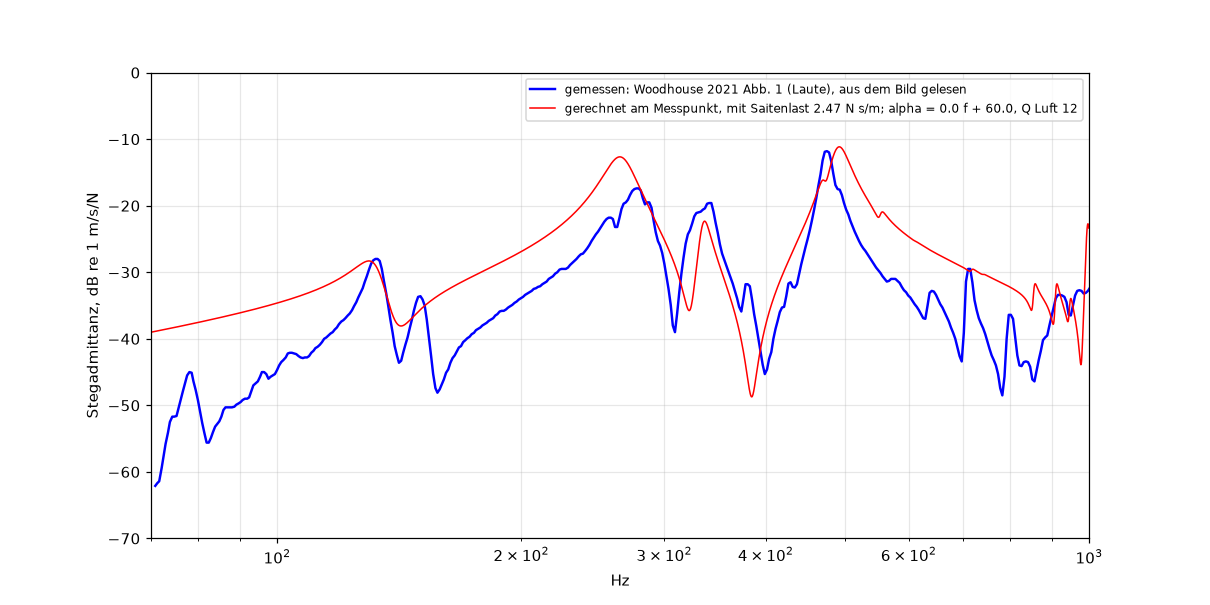 gemessen: Woodhouse 2021 Abb. 1 (Laute), aus dem Bild gelesen
gerechnet am Messpunkt, mit Saitenlast 2.47 N s/m; alpha = 0.0 f + 60.0, Q Luft 12
Stegadmittanz, dB re 1 m/s/N
0
−10
−20
−30
−40
−50
−60
−70
10² 2 × 10² 3 × 10² 4 × 10² 6 × 10² 10³
Hz